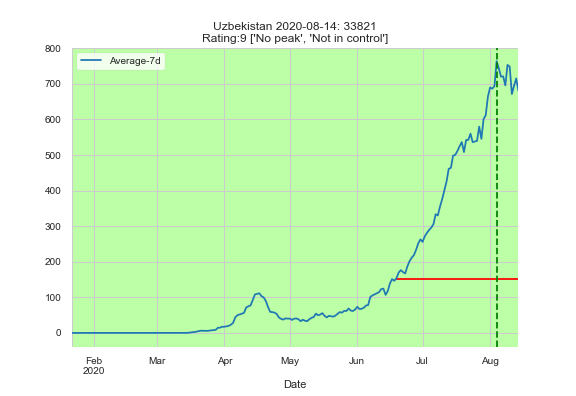 Uzbekistan 2020-08-14: 33821
Rating:9 ['No peak', 'Not in control']
Average-7d
800
700
600
500
400
300
200
100
0
Feb
2020
Mar
Apr
May
Jun
Jul
Aug
Date